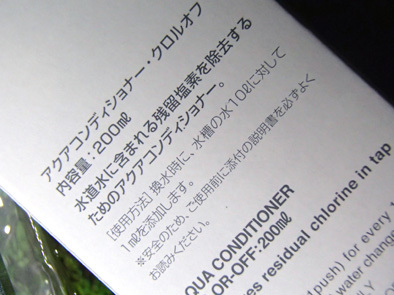 アクアコンディショナー・クロルオフ
内容量：200㎖
水道水に含まれる残留塩素を除去する
ためのアクアコンディショナー。
[使用方法]換水時に、水槽の水10ℓに対して
1㎖を添加します。
※安全のため、ご使用前に添付の説明書を必ずよく
お読みください。
QUA CONDITIONER
OR-OFF:200㎖
es residual chlorine in tap
push) for every 1
water change